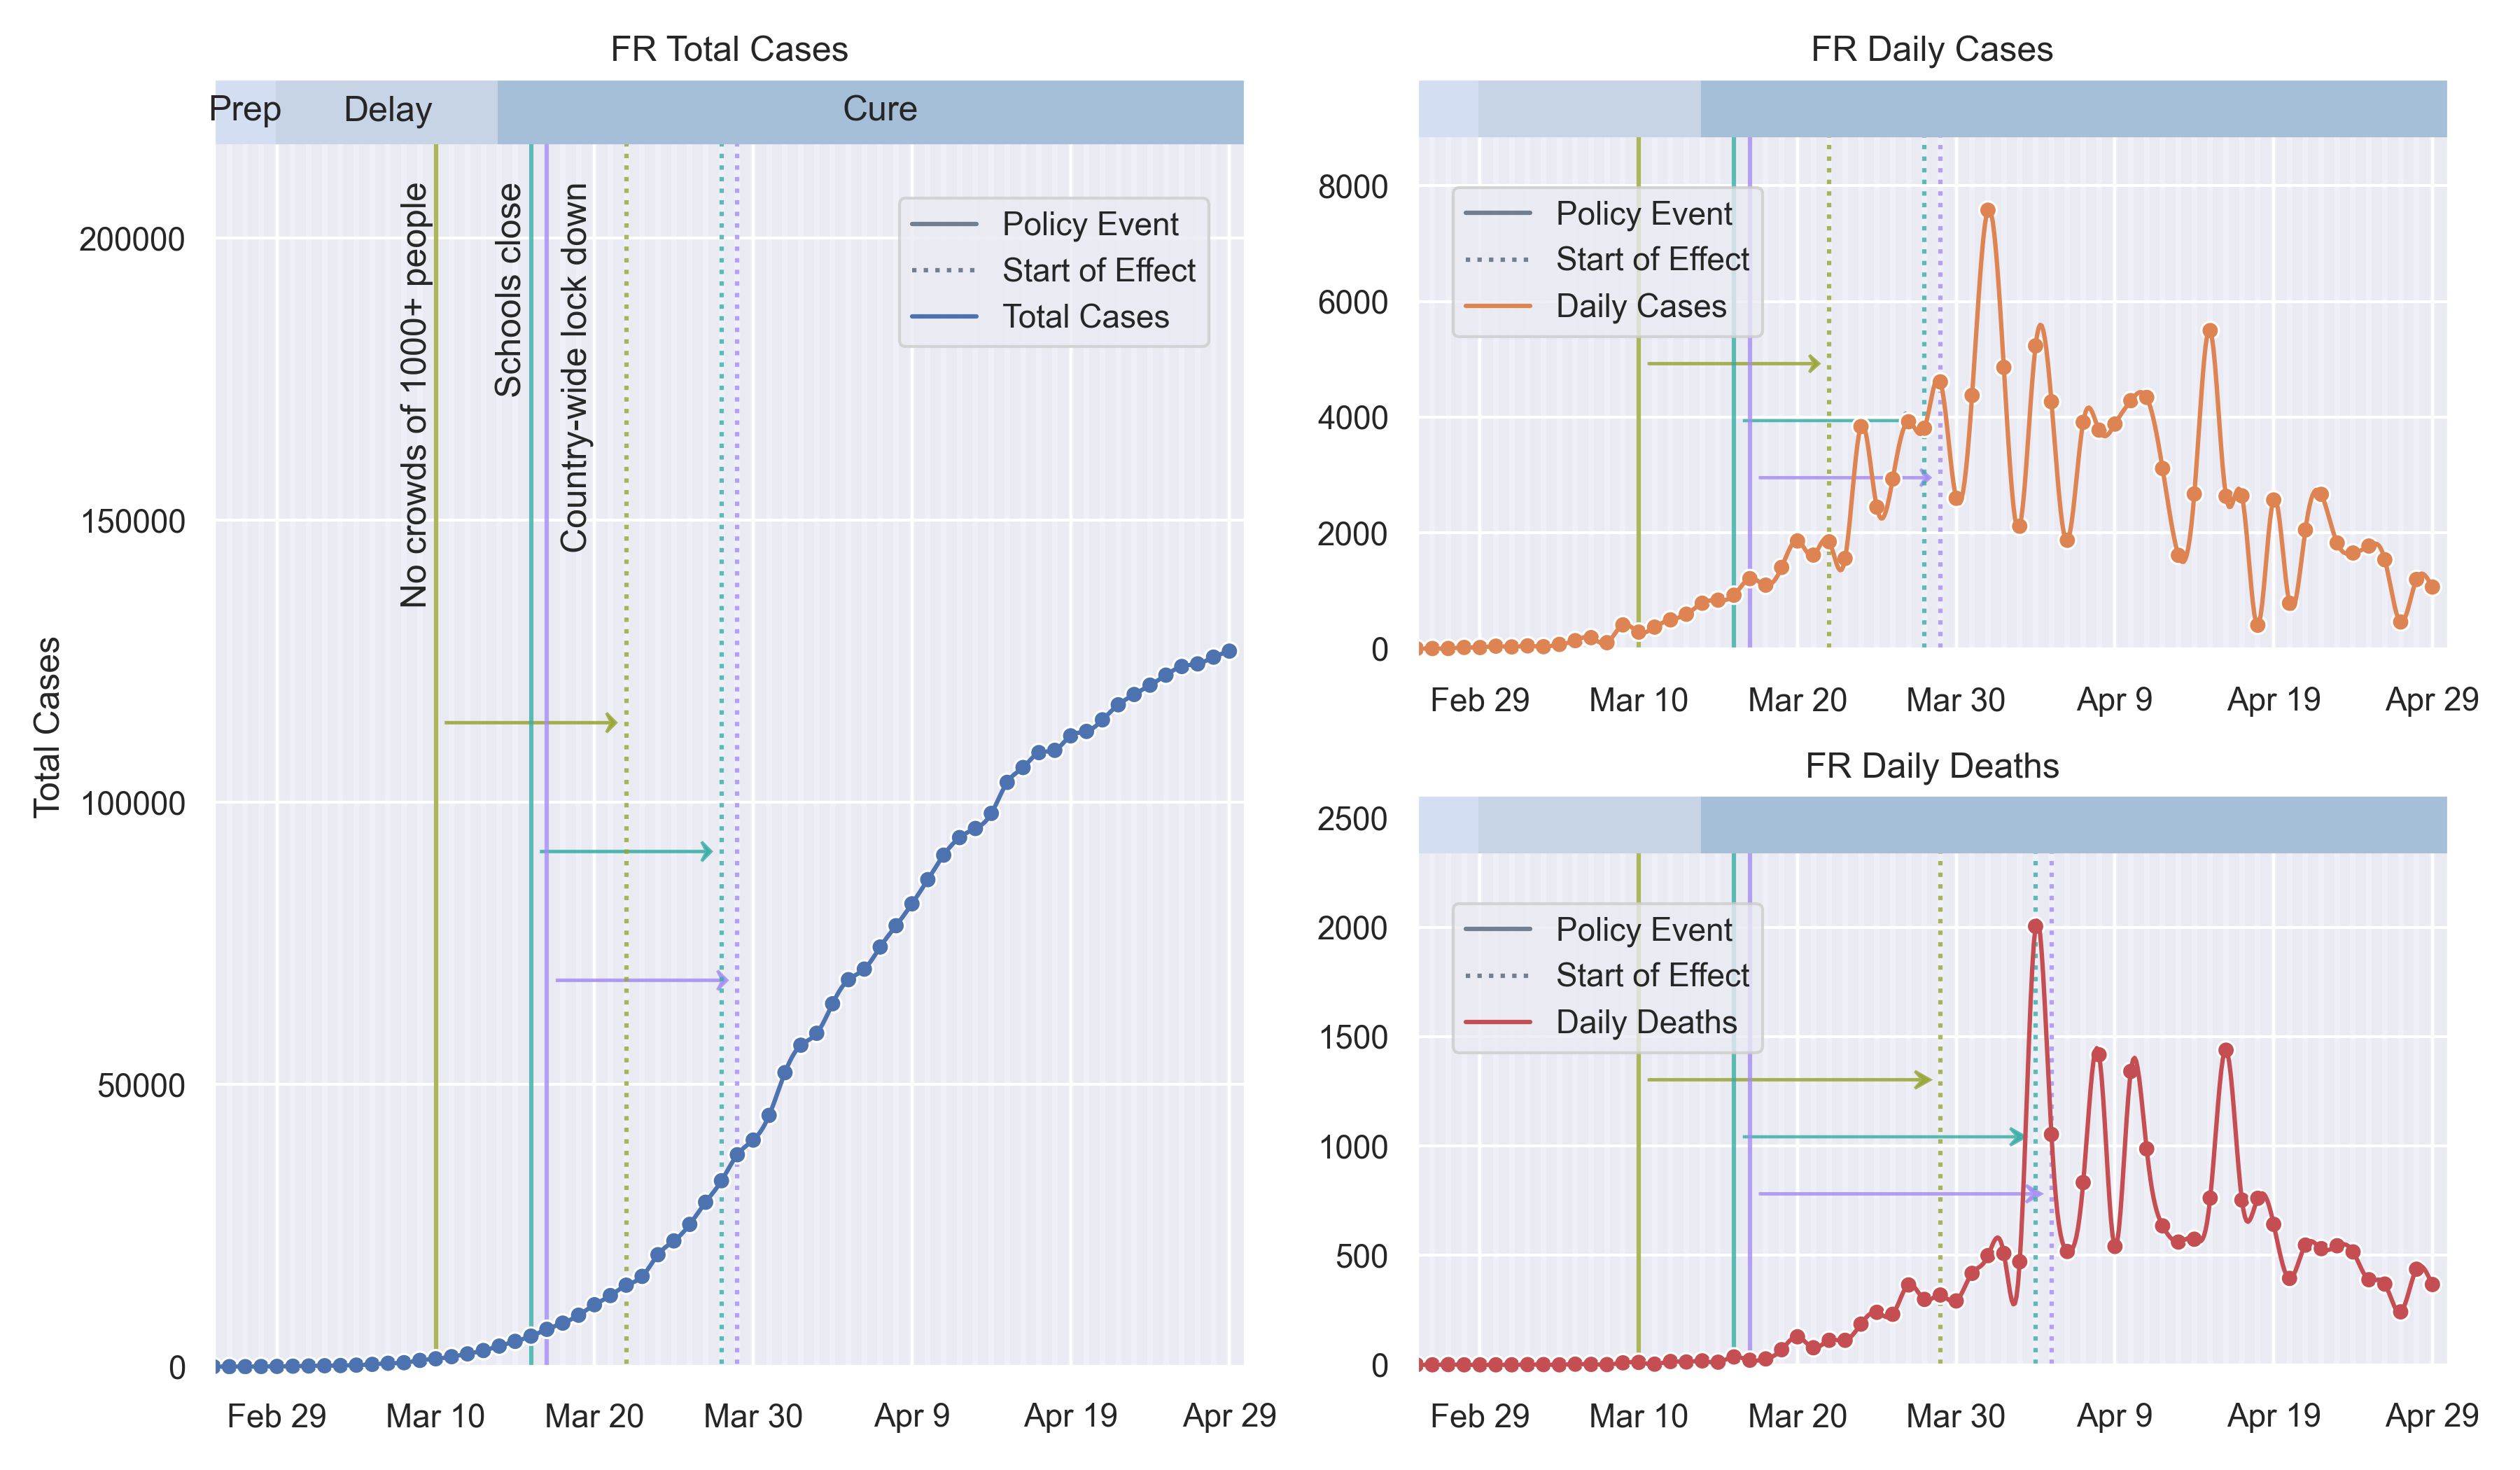 FR Total Cases
Prep
Delay
Cure
No crowds of 1000+ people
Schools close
Country-wide lock down
Policy Event
Start of Effect
Total Cases
Total Cases
200000
150000
100000
50000
0
Feb 29
Mar 10
Mar 20
Mar 30
Apr 9
Apr 19
Apr 29
FR Daily Cases
Policy Event
Start of Effect
Daily Cases
8000
6000
4000
2000
0
Feb 29
Mar 10
Mar 20
Mar 30
Apr 9
Apr 19
Apr 29
FR Daily Deaths
Policy Event
Start of Effect
Daily Deaths
2500
2000
1500
1000
500
0
Feb 29
Mar 10
Mar 20
Mar 30
Apr 9
Apr 19
Apr 29